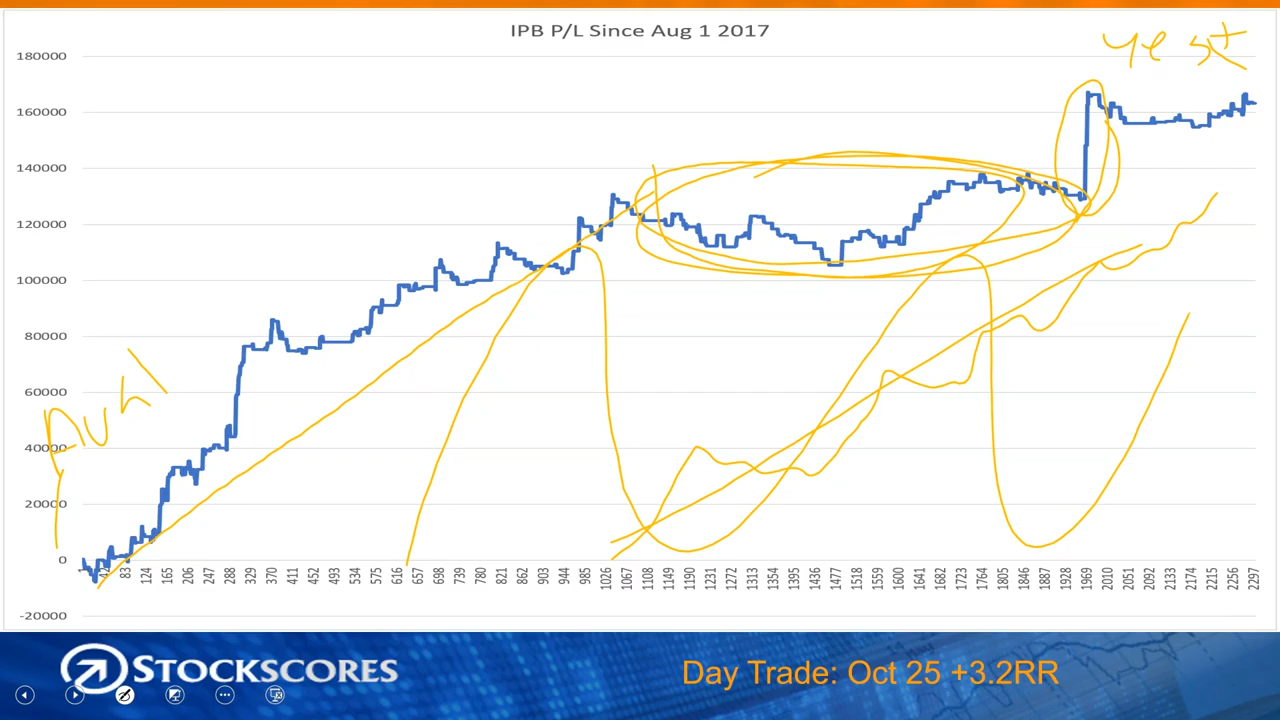 IPB P/L Since Aug 1 2017
180000
160000
140000
120000
100000
80000
60000
40000
20000
0
-20000
1 42 83 124 165 206 247 288 329 370 411 452 493 534 575 616 657 698 739 780 821 862 903 944 985 1026 1067 1108 1149 1190 1231 1272 1313 1354 1395 1436 1477 1518 1559 1600 1641 1682 1723 1764 1805 1846 1887 1928 1969 2010 2051 2092 2133 2174 2215 2256 2297
STOCKSCORES
Day Trade: Oct 25 +3.2RR